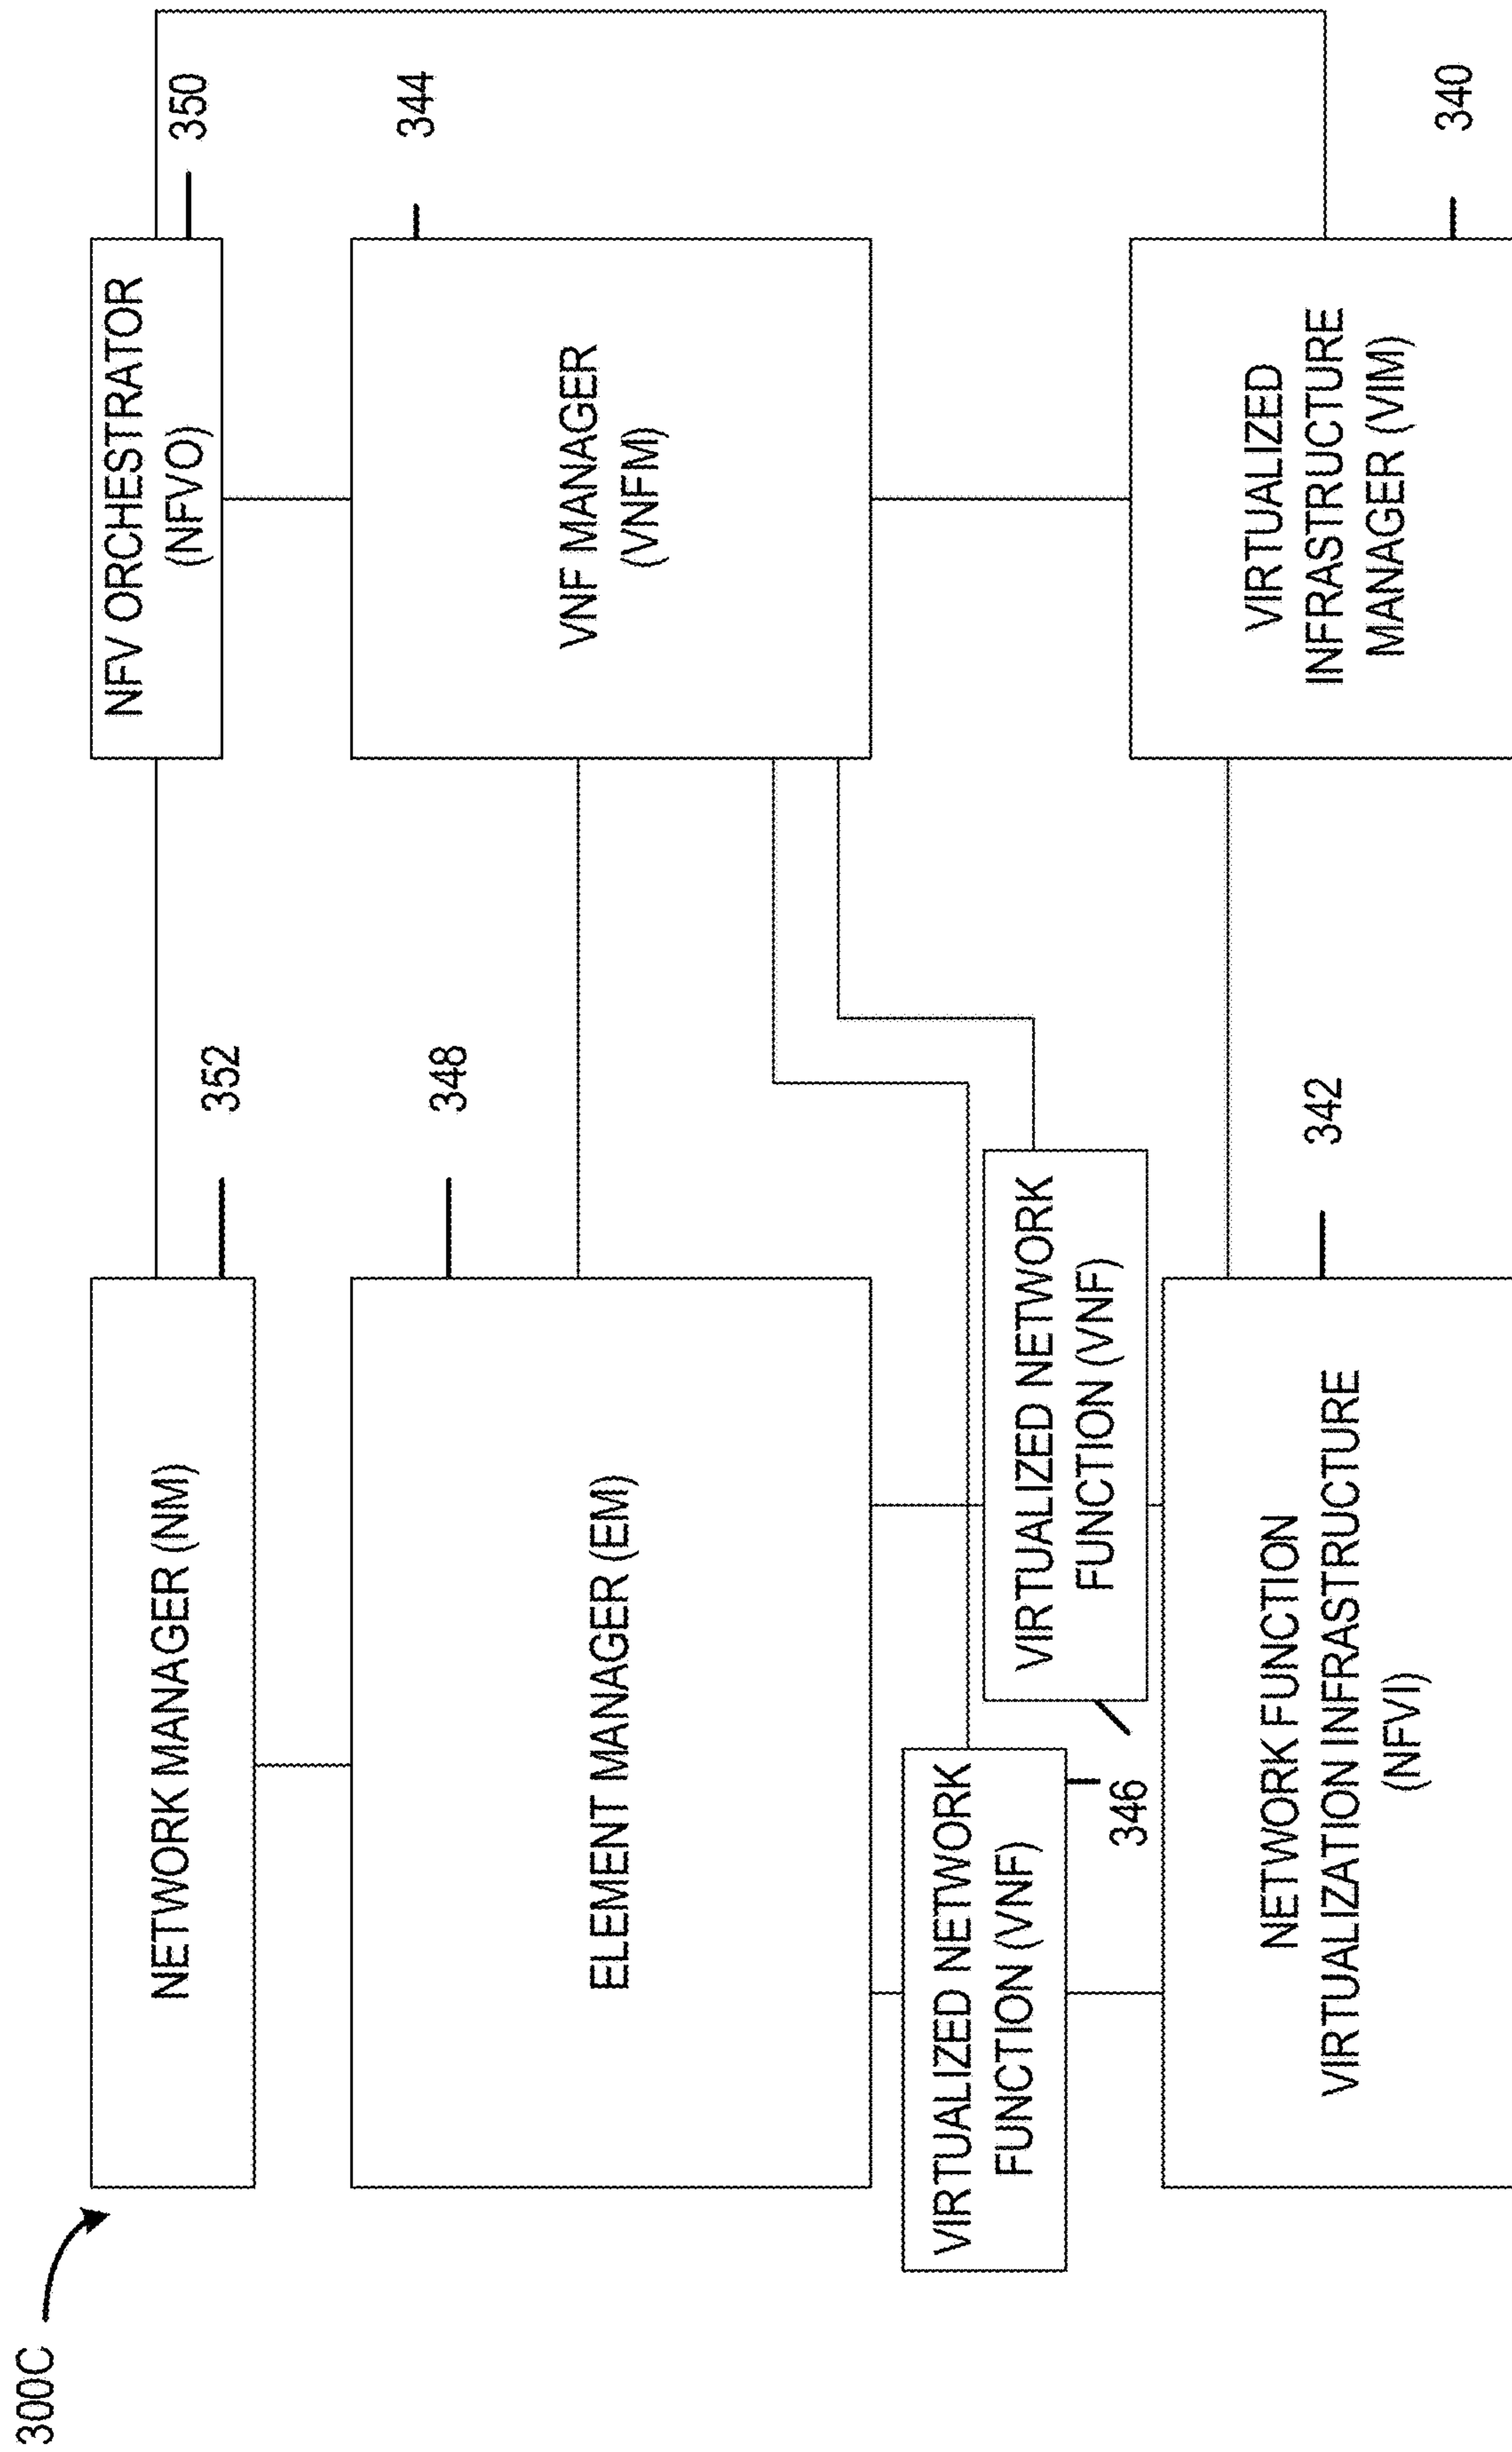 300C
NETWORK MANAGER (NM)
352
NFV ORCHESTRATOR
(NFVO)
350
ELEMENT MANAGER (EM)
348
VNF MANAGER
(VNFM)
344
VIRTUALIZED NETWORK
FUNCTION (VNF)
346
VIRTUALIZED NETWORK
FUNCTION (VNF)
NETWORK FUNCTION
VIRTUALIZATION INFRASTRUCTURE
(NFVI)
342
VIRTUALIZED
INFRASTRUCTURE
MANAGER (VIM)
340